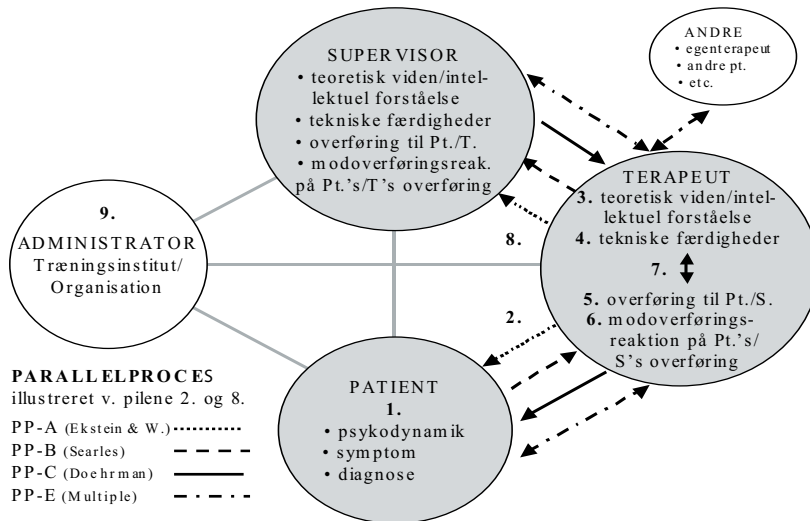 SUPERVISOR
• teoretisk viden/intel-
lektuel forståelse
• tekniske færdigheder
• overføring til Pt./T.
• modoverføringsreak.
på Pt.'s/T's overføring
ANDRE
• egenterapeut
• andre pt.
• etc.
TERAPEUT
3. teoretisk viden/intel-
lektuel forståelse
4. tekniske færdigheder
7.
5. overføring til Pt./S.
6. modoverførings-
reaktion på Pt.'s/
S's overføring
9.
ADMINISTRATOR
Træningsinstitut/
Organisation
8.
2.
PATIENT
1.
• psykodynamik
• symptom
• diagnose
PARALLELPROCES
illustreret v. pilene 2. og 8.
PP-A (Ekstein & W.)
PP-B (Searles)
PP-C (Doehrman)
PP-E (Multiple)